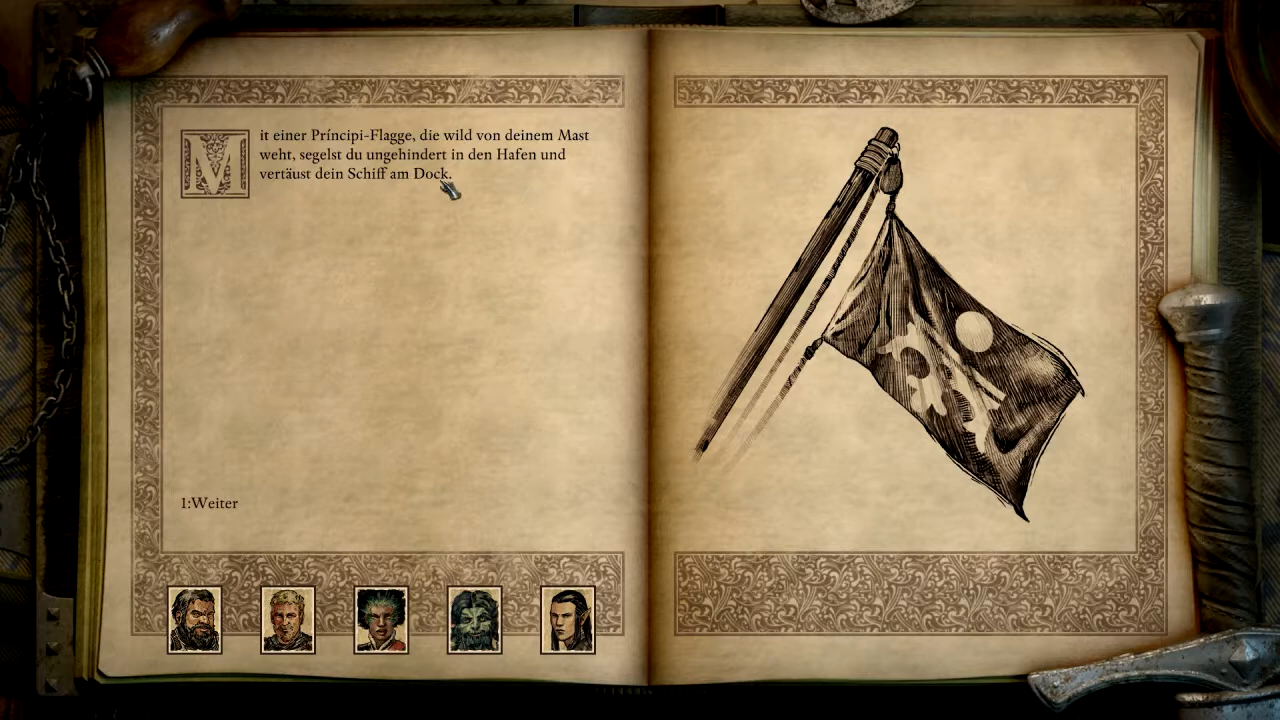 Mit einer Príncipi-Flagge, die wild von deinem Mast
weht, segelst du ungehindert in den Hafen und
vertäust dein Schiff am Dock.
1:Weiter